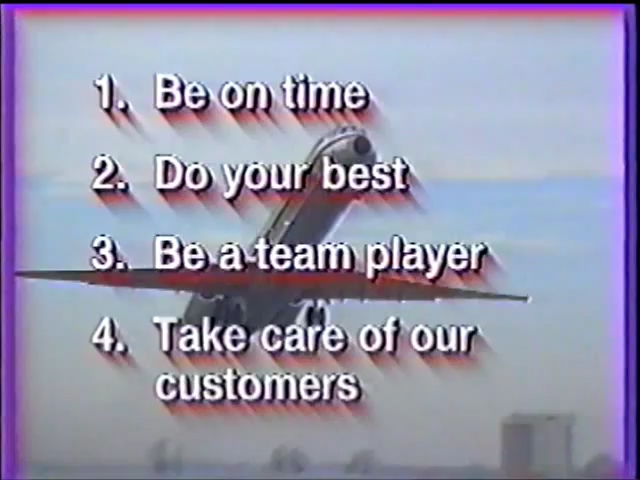 1. Be on time
2. Do your best
3. Be a team player
4. Take care of our
customers